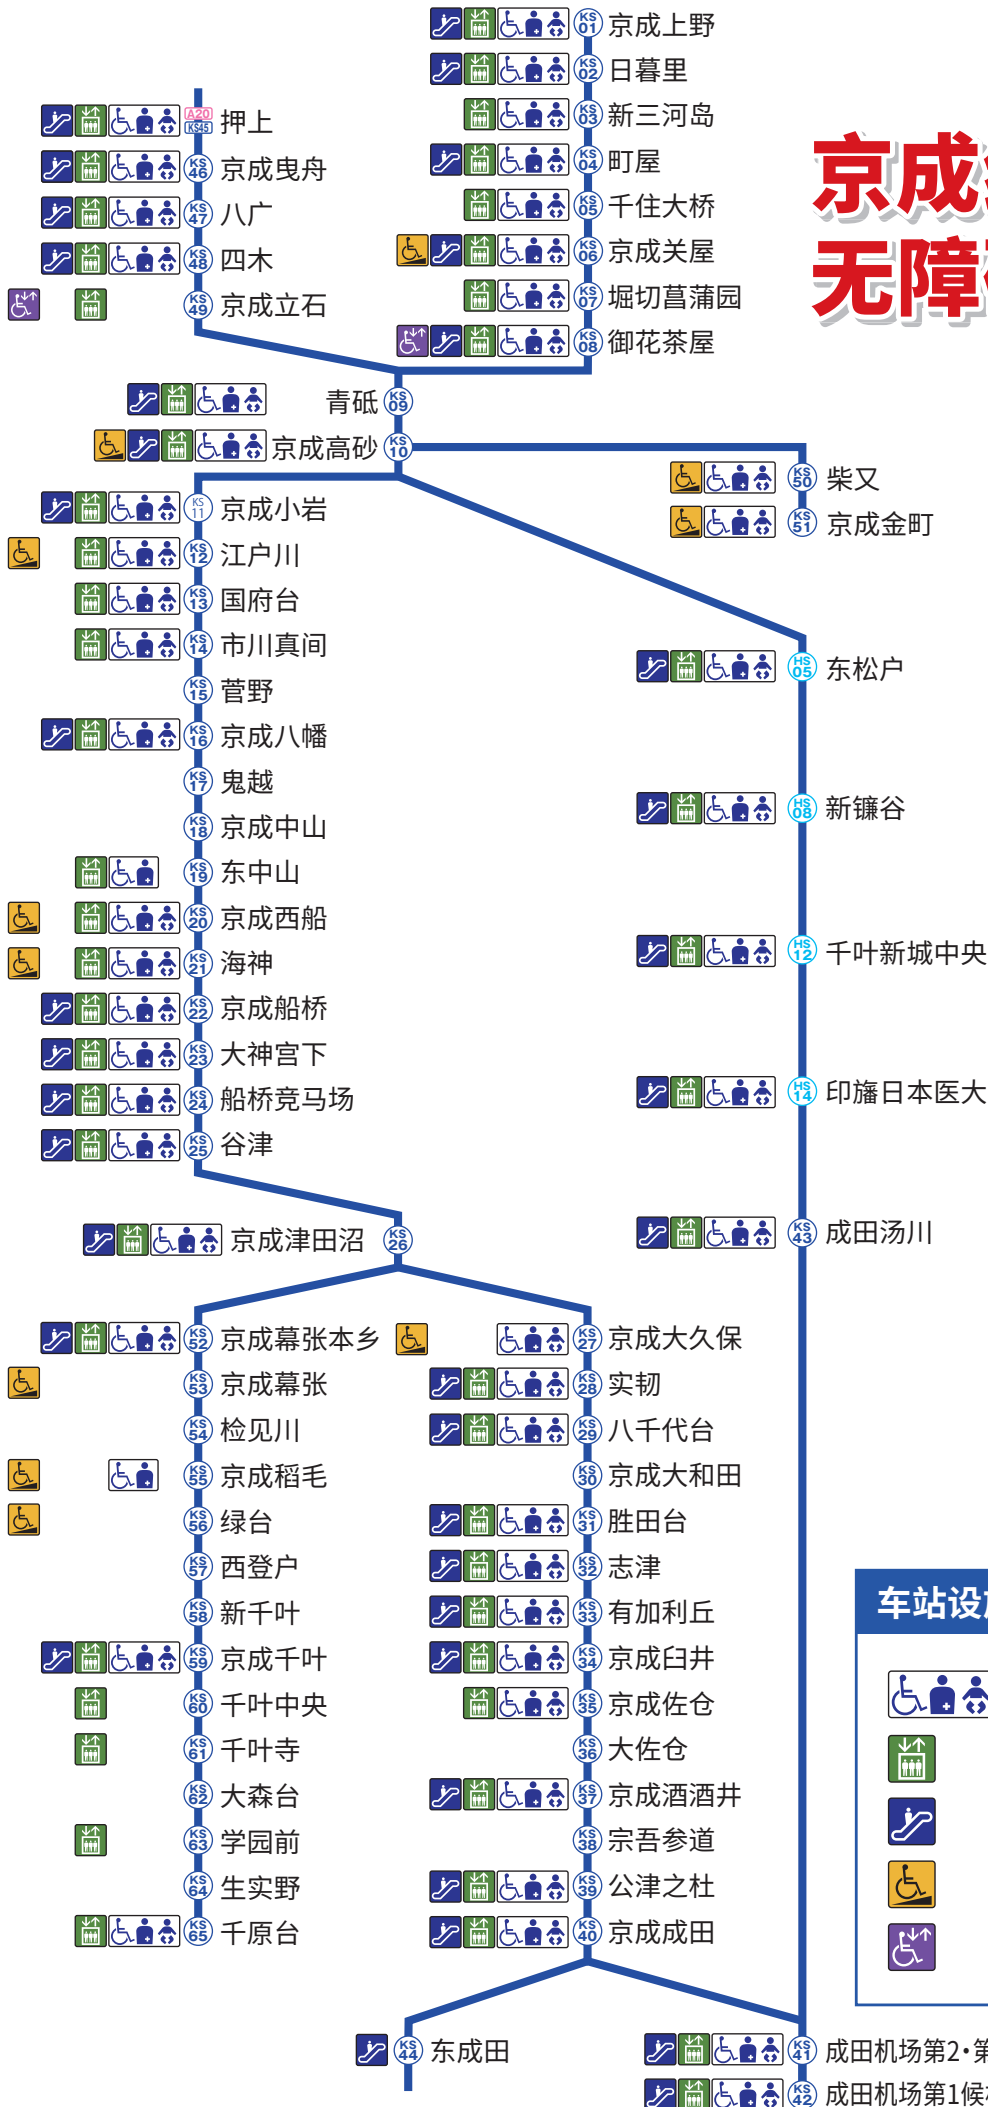 KS01 京成上野
KS02 日暮里
KS03 新三河岛
KS04 町屋
KS05 千住大桥
KS06 京成关屋
KS07 堀切菖蒲园
KS08 御花茶屋
A20 KS45 押上
KS46 京成曳舟
KS47 八广
KS48 四木
KS49 京成立石
京成
无障
青砥 KS09
京成高砂 KS10
KS50 柴又
KS51 京成金町
KS11 京成小岩
KS12 江户川
KS13 国府台
KS14 市川真间
KS15 菅野
KS16 京成八幡
KS17 鬼越
KS18 京成中山
KS19 东中山
KS20 京成西船
KS21 海神
KS22 京成船桥
KS23 大神宫下
KS24 船桥竞马场
KS25 谷津
京成津田沼 KS26
HS05 东松户
HS08 新镰谷
HS12 千叶新城中央
HS14 印旛日本医大
KS43 成田汤川
KS52 京成幕张本乡
KS53 京成幕张
KS54 检见川
KS55 京成稻毛
KS56 绿台
KS57 西登户
KS58 新千叶
KS59 京成千叶
KS60 千叶中央
KS61 千叶寺
KS62 大森台
KS63 学园前
KS64 生实野
KS65 千原台
KS27 京成大久保
KS28 实籾
KS29 八千代台
KS30 京成大和田
KS31 胜田台
KS32 志津
KS33 有加利丘
KS34 京成臼井
KS35 京成佐仓
KS36 大佐仓
KS37 京成酒酒井
KS38 宗吾参道
KS39 公津之杜
KS40 京成成田
车站设
KS44 东成田
KS41 成田机场第2・第
KS42 成田机场第1候